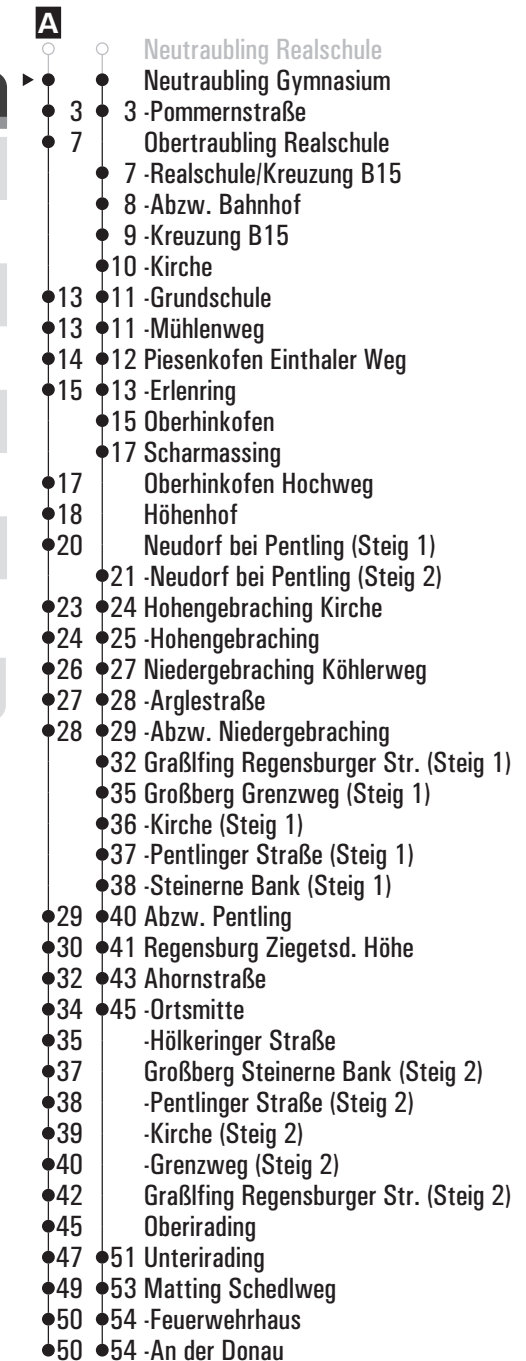 A
Neutraubling Realschule
Neutraubling Gymnasium
3 3 -Pommernstraße
7 Obertraubling Realschule
7 -Realschule/Kreuzung B15
8 -Abzw. Bahnhof
9 -Kreuzung B15
10 -Kirche
13 11 -Grundschule
13 11 -Mühlenweg
14 12 Piesenkofen Einthaler Weg
15 13 -Erlenring
15 Oberhinkofen
17 Scharmassing
17 Oberhinkofen Hochweg
18 Höhenhof
20 Neudorf bei Pentling (Steig 1)
21 -Neudorf bei Pentling (Steig 2)
23 24 Hohengebraching Kirche
24 25 -Hohengebraching
26 27 Niedergebraching Köhlerweg
27 28 -Arglestraße
28 29 -Abzw. Niedergebraching
32 Graßlfing Regensburger Str. (Steig 1)
35 Großberg Grenzweg (Steig 1)
36 -Kirche (Steig 1)
37 -Pentlinger Straße (Steig 1)
38 -Steinerne Bank (Steig 1)
29 40 Abzw. Pentling
30 41 Regensburg Ziegetsd. Höhe
32 43 Ahornstraße
34 45 -Ortsmitte
35 -Hölkeringer Straße
37 Großberg Steinerne Bank (Steig 2)
38 -Pentlinger Straße (Steig 2)
39 -Kirche (Steig 2)
40 -Grenzweg (Steig 2)
42 Graßlfing Regensburger Str. (Steig 2)
45 Oberirading
47 51 Unterirading
49 53 Matting Schedlweg
50 54 -Feuerwehrhaus
50 54 -An der Donau